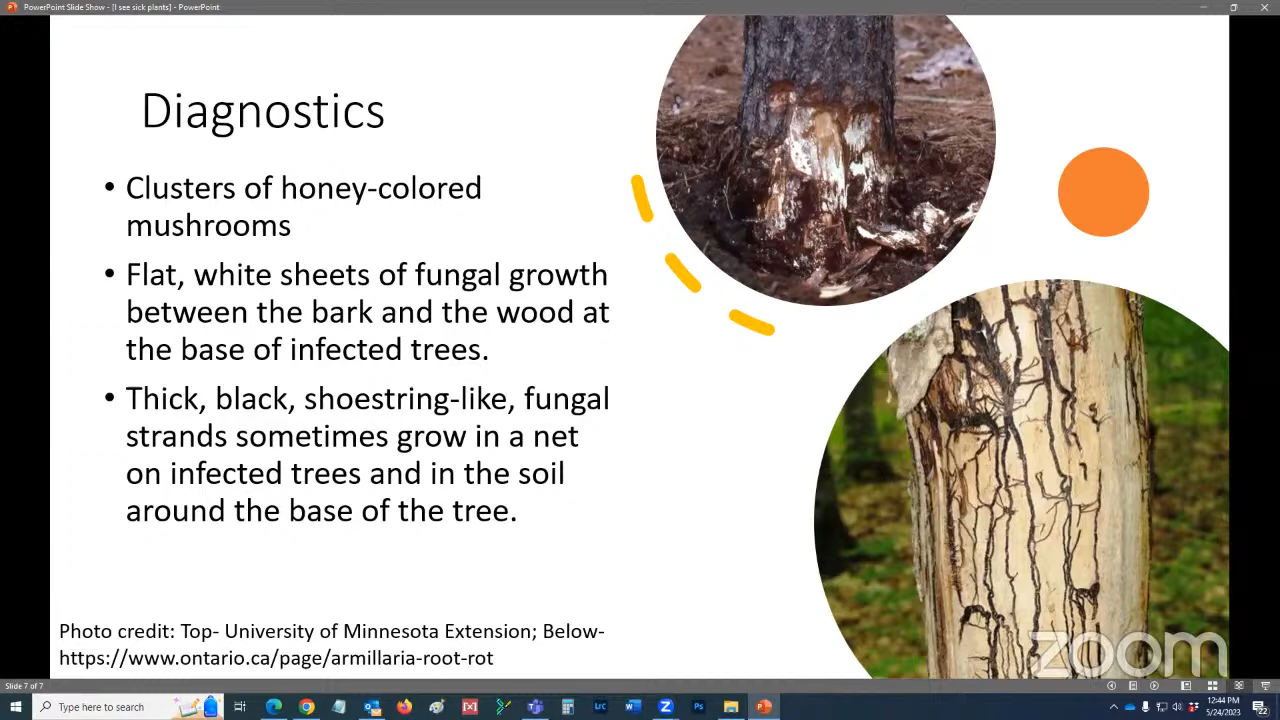 PowerPoint Slide Show - [I see sick plants] - PowerPoint
Diagnostics
• Clusters of honey-colored
mushrooms
• Flat, white sheets of fungal growth
between the bark and the wood at
the base of infected trees.
• Thick, black, shoestring-like, fungal
strands sometimes grow in a net
on infected trees and in the soil
around the base of the tree.
Photo credit: Top- University of Minnesota Extension; Below-
https://www.ontario.ca/page/armillaria-root-rot
zoom
Slide 7 of 7
Type here to search
LrC
Ps
12:44 PM
5/24/2023